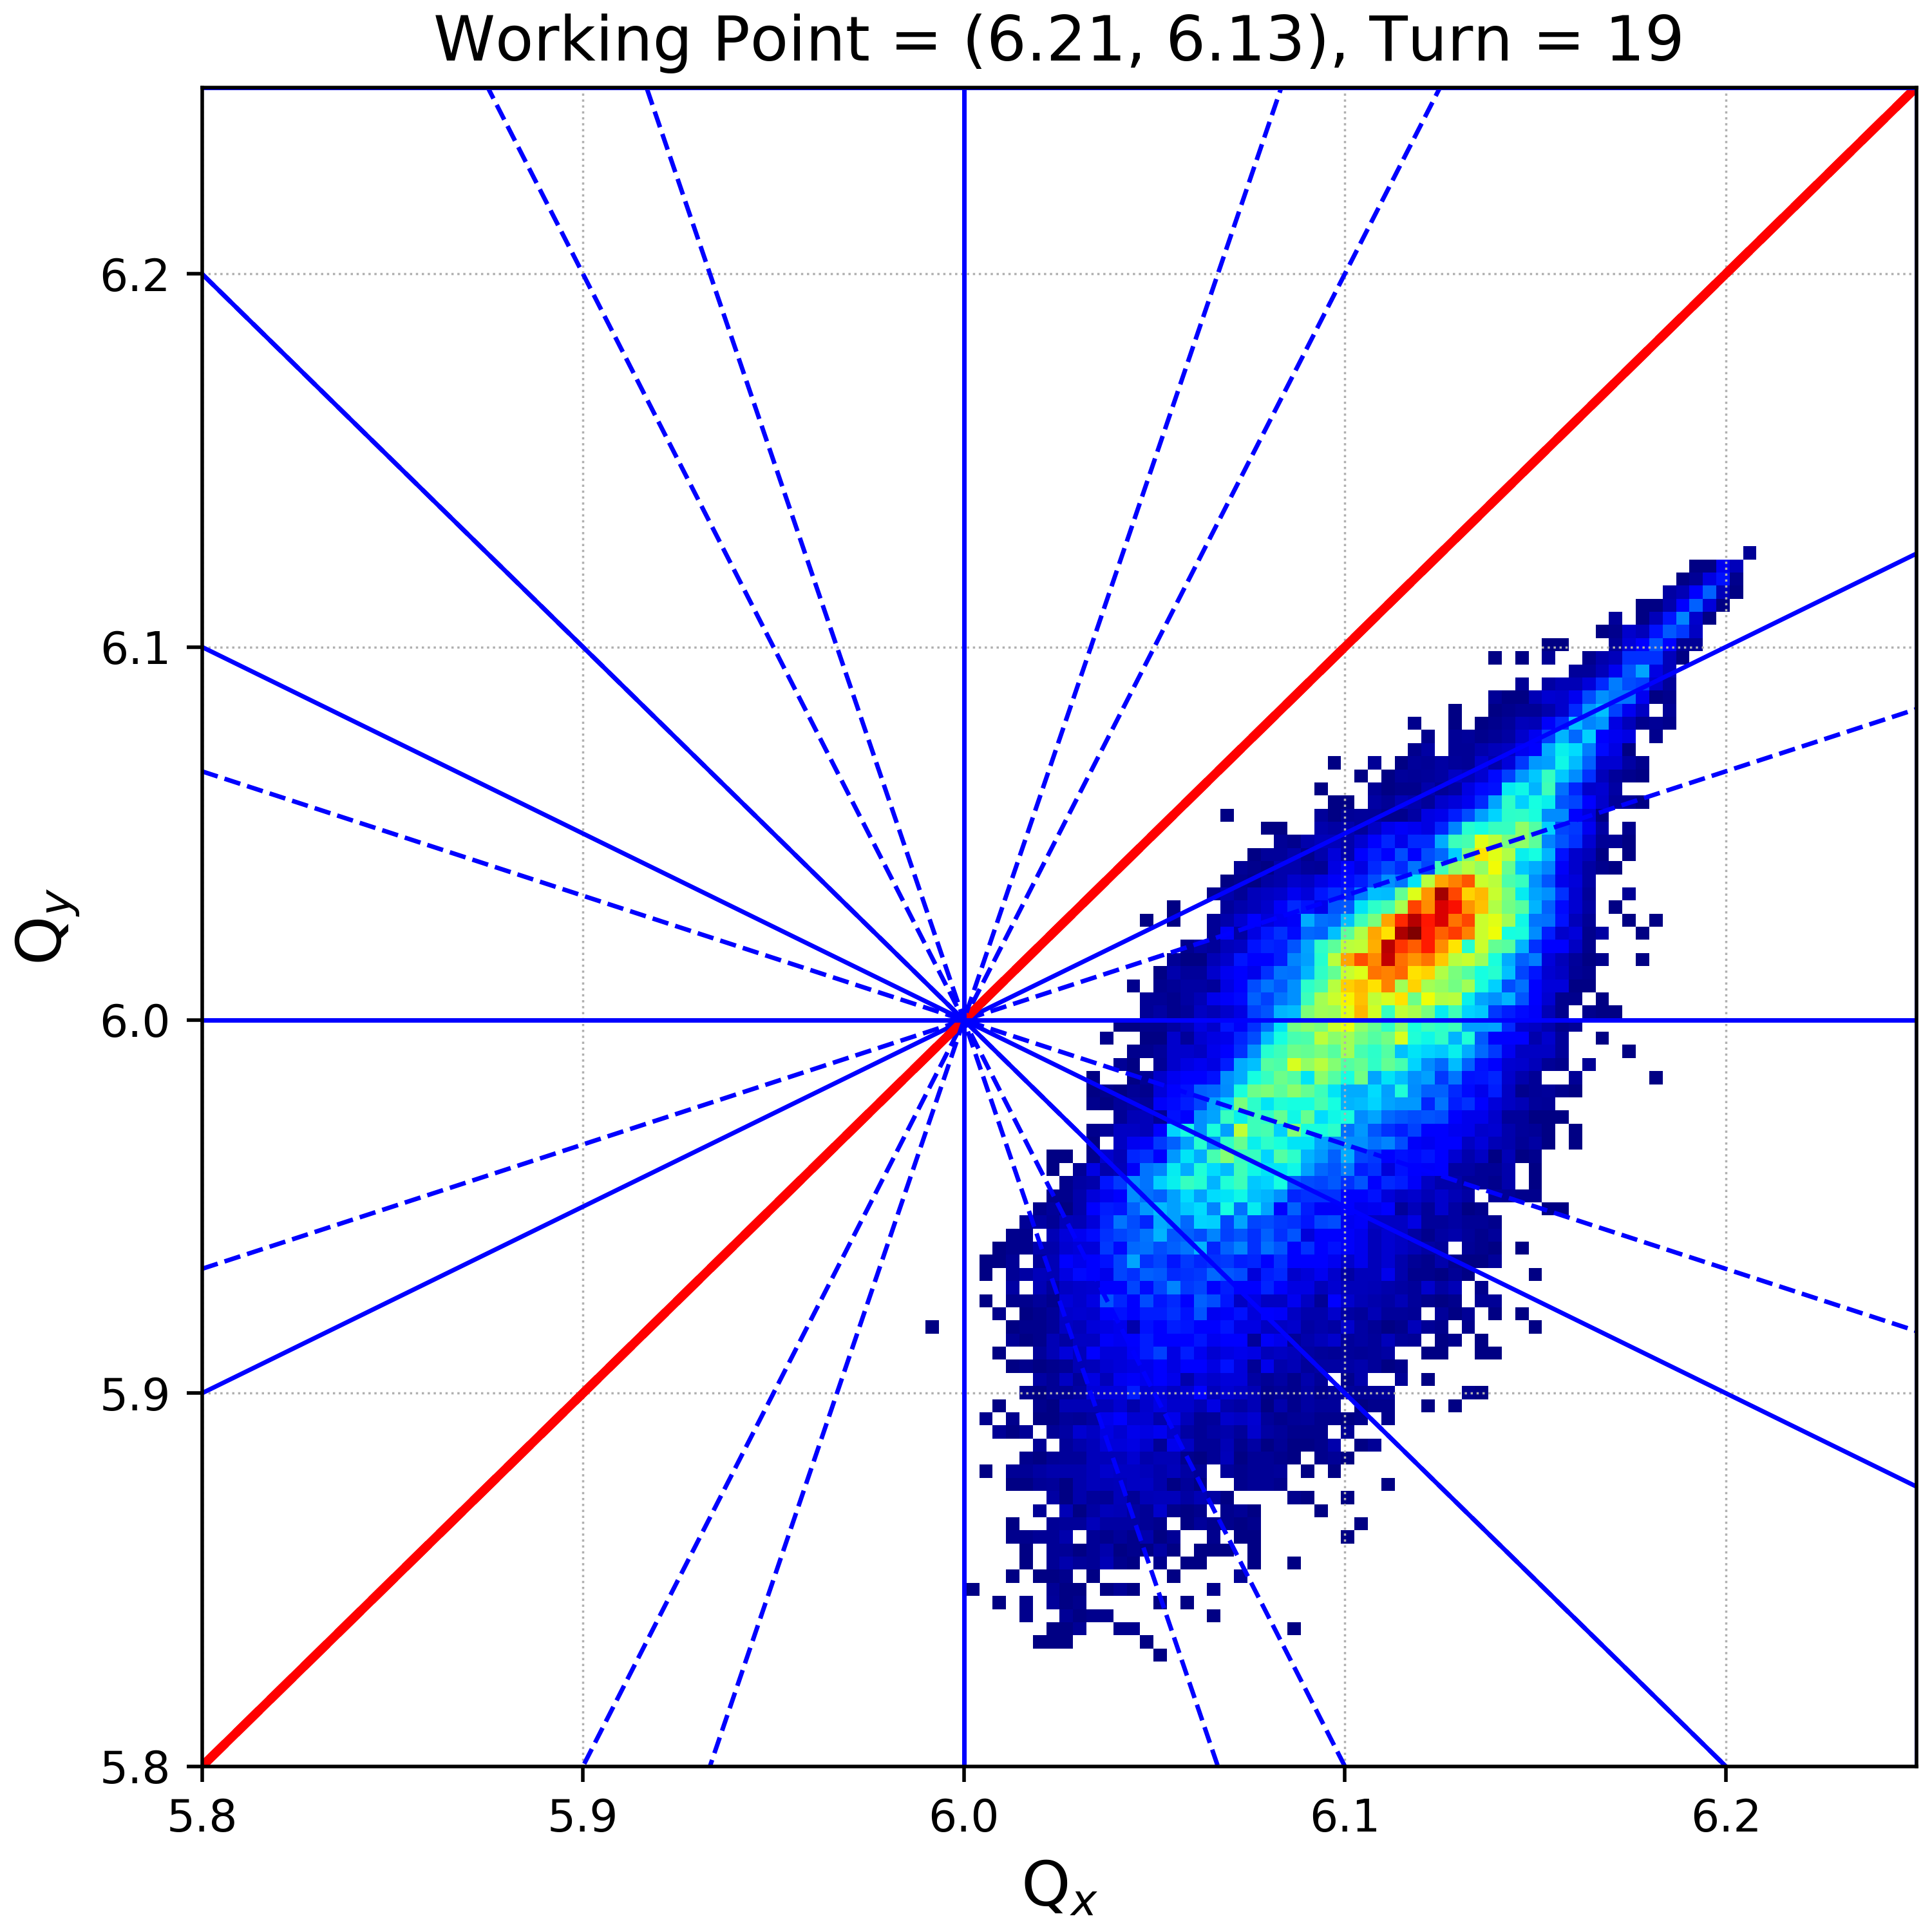 Working Point = (6.21, 6.13), Turn = 19
6.2
6.1
6.0
5.9
5.8
Qy
5.8 5.9 6.0 6.1 6.2
Qx